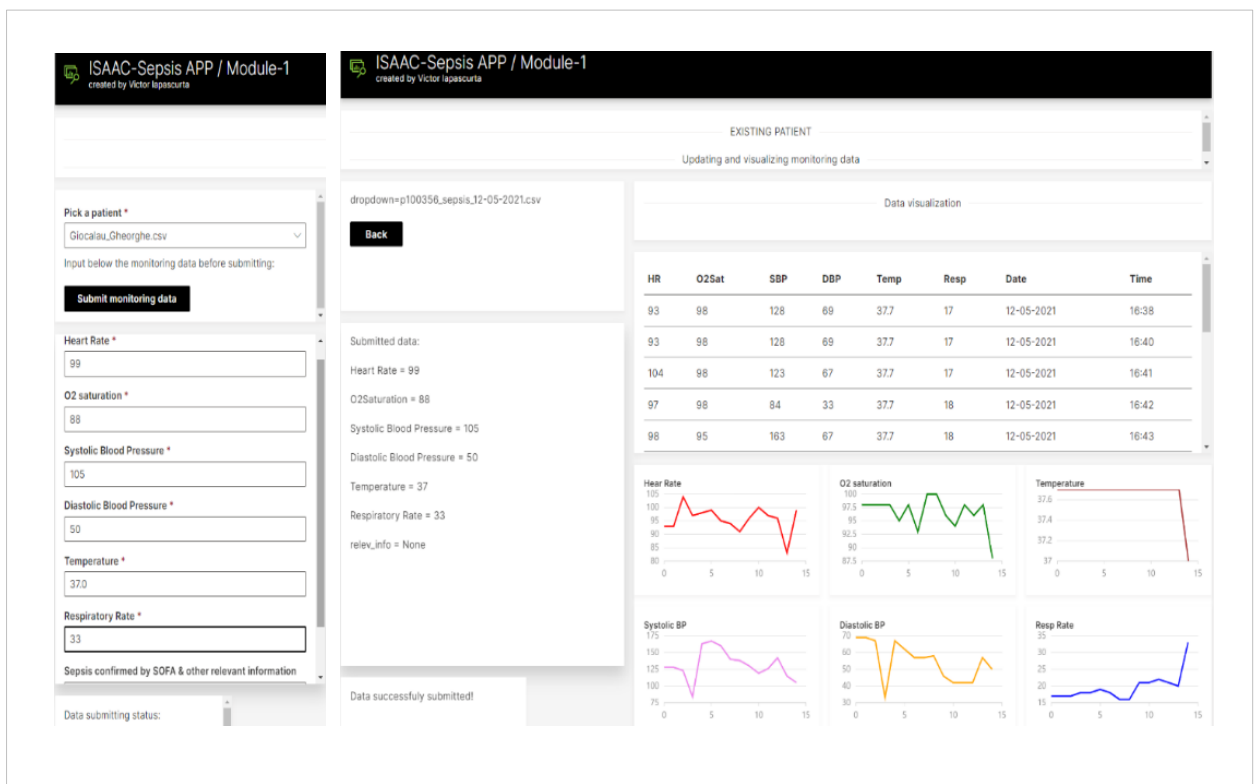 ISAAC-Sepsis APP / Module-1
created by Victor Iapascurta
Pick a patient *
Giocalau_Gheorghe.csv
Input below the monitoring data before submitting:
Submit monitoring data
Heart Rate *
99
O2 saturation *
88
Systolic Blood Pressure *
105
Diastolic Blood Pressure *
50
Temperature *
37.0
Respiratory Rate *
33
Sepsis confirmed by SOFA & other relevant information
Data submitting status:
ISAAC-Sepsis APP / Module-1
created by Victor Iapascurta
EXISTING PATIENT
Updating and visualizing monitoring data
dropdown=p100356_sepsis_12-05-2021.csv
Back
Submitted data:
Heart Rate = 99
O2Saturation = 88
Systolic Blood Pressure = 105
Diastolic Blood Pressure = 50
Temperature = 37
Respiratory Rate = 33
relev_info = None
Data successfuly submitted!
Data visualization
HR O2Sat SBP DBP Temp Resp Date Time
93 98 128 69 37.7 17 12-05-2021 16:38
93 98 128 69 37.7 17 12-05-2021 16:40
104 98 123 67 37.7 17 12-05-2021 16:41
97 98 84 33 37.7 18 12-05-2021 16:42
98 95 163 67 37.7 18 12-05-2021 16:43
Hear Rate
105
100
95
90
85
80
0 5 10 15
O2 saturation
100
97.5
95
92.5
90
87.5
0 5 10 15
Temperature
37.6
37.4
37.2
37
0 5 10 15
Systolic BP
175
150
125
100
75
0 5 10 15
Diastolic BP
70
60
50
40
30
0 5 10 15
Resp Rate
35
30
25
20
15
0 5 10 15